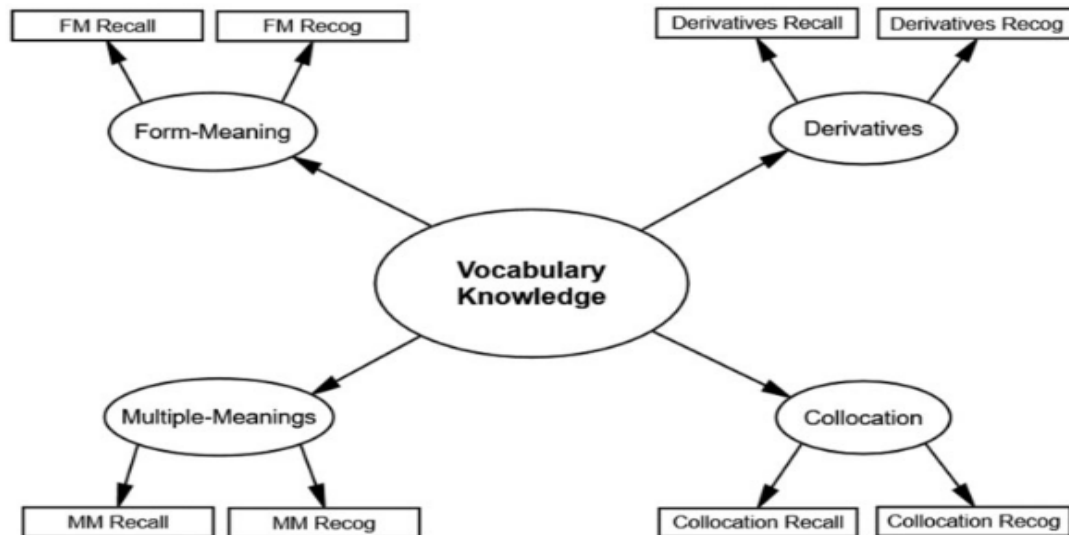 FM Recall
FM Recog
Derivatives Recall
Derivatives Recog
Form-Meaning
Derivatives
Vocabulary
Knowledge
Multiple-Meanings
Collocation
MM Recall
MM Recog
Collocation Recall
Collocation Recog